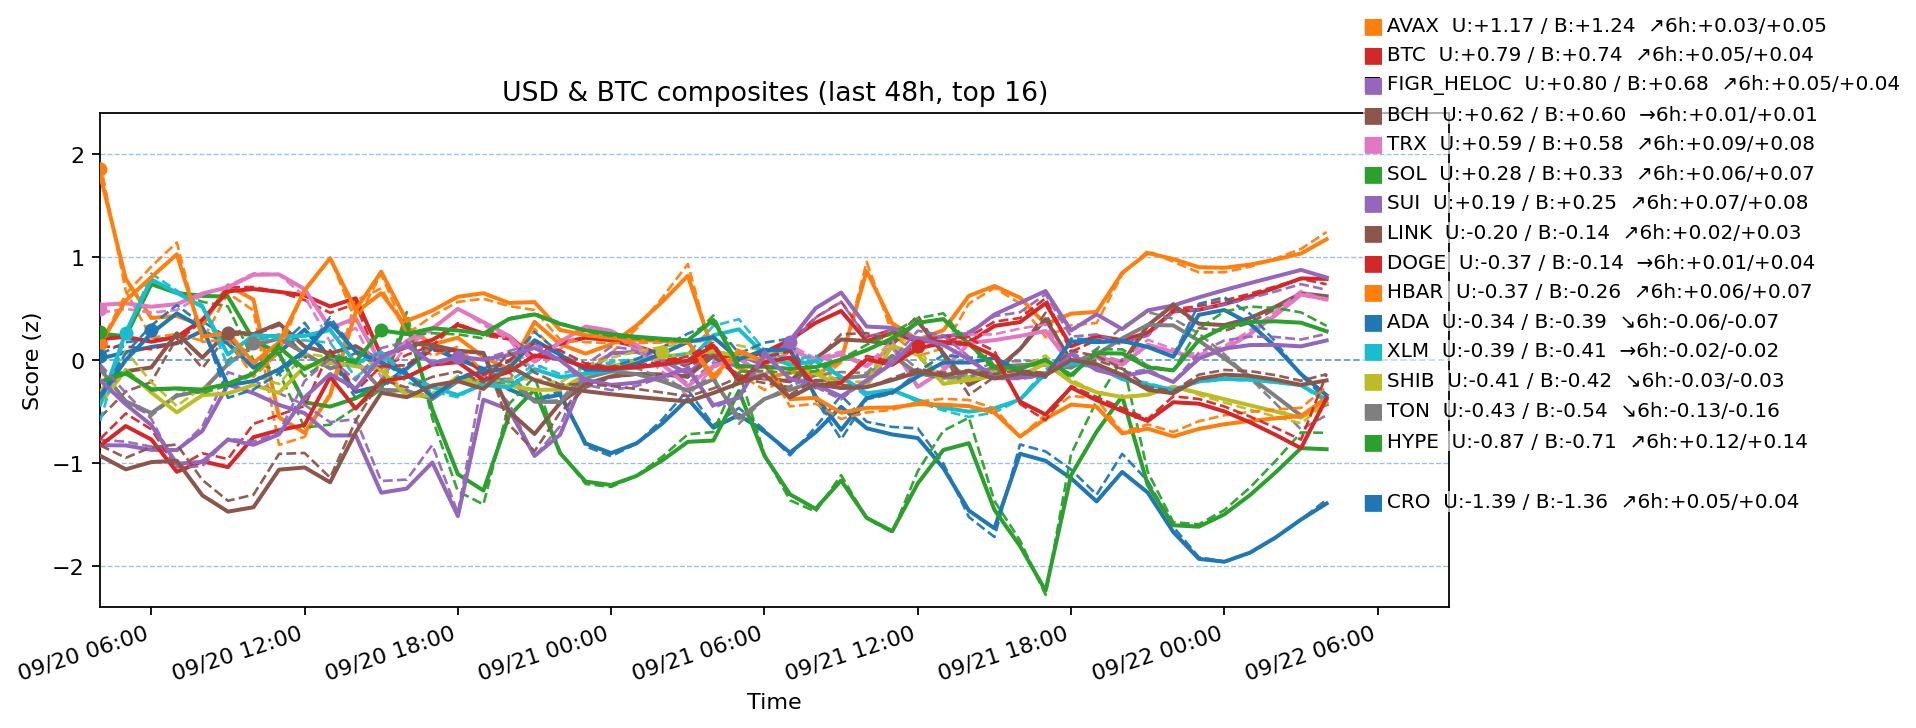 AVAX  U:+1.17 / B:+1.24  ↗6h:+0.03/+0.05
BTC  U:+0.79 / B:+0.74  ↗6h:+0.05/+0.04
FIGR_HELOC  U:+0.80 / B:+0.68  ↗6h:+0.05/+0.04
BCH  U:+0.62 / B:+0.60  →6h:+0.01/+0.01
TRX  U:+0.59 / B:+0.58  ↗6h:+0.09/+0.08
SOL  U:+0.28 / B:+0.33  ↗6h:+0.06/+0.07
SUI  U:+0.19 / B:+0.25  ↗6h:+0.07/+0.08
LINK  U:-0.20 / B:-0.14  ↗6h:+0.02/+0.03
DOGE  U:-0.37 / B:-0.14  →6h:+0.01/+0.04
HBAR  U:-0.37 / B:-0.26  ↗6h:+0.06/+0.07
ADA  U:-0.34 / B:-0.39  ↘6h:-0.06/-0.07
XLM  U:-0.39 / B:-0.41  →6h:-0.02/-0.02
SHIB  U:-0.41 / B:-0.42  ↘6h:-0.03/-0.03
TON  U:-0.43 / B:-0.54  ↘6h:-0.13/-0.16
HYPE  U:-0.87 / B:-0.71  ↗6h:+0.12/+0.14
CRO  U:-1.39 / B:-1.36  ↗6h:+0.05/+0.04
USD & BTC composites (last 48h, top 16)
Score (z)
2
1
0
−1
−2
09/20 06:00
09/20 12:00
09/20 18:00
09/21 00:00
09/21 06:00
09/21 12:00
09/21 18:00
09/22 00:00
09/22 06:00
Time